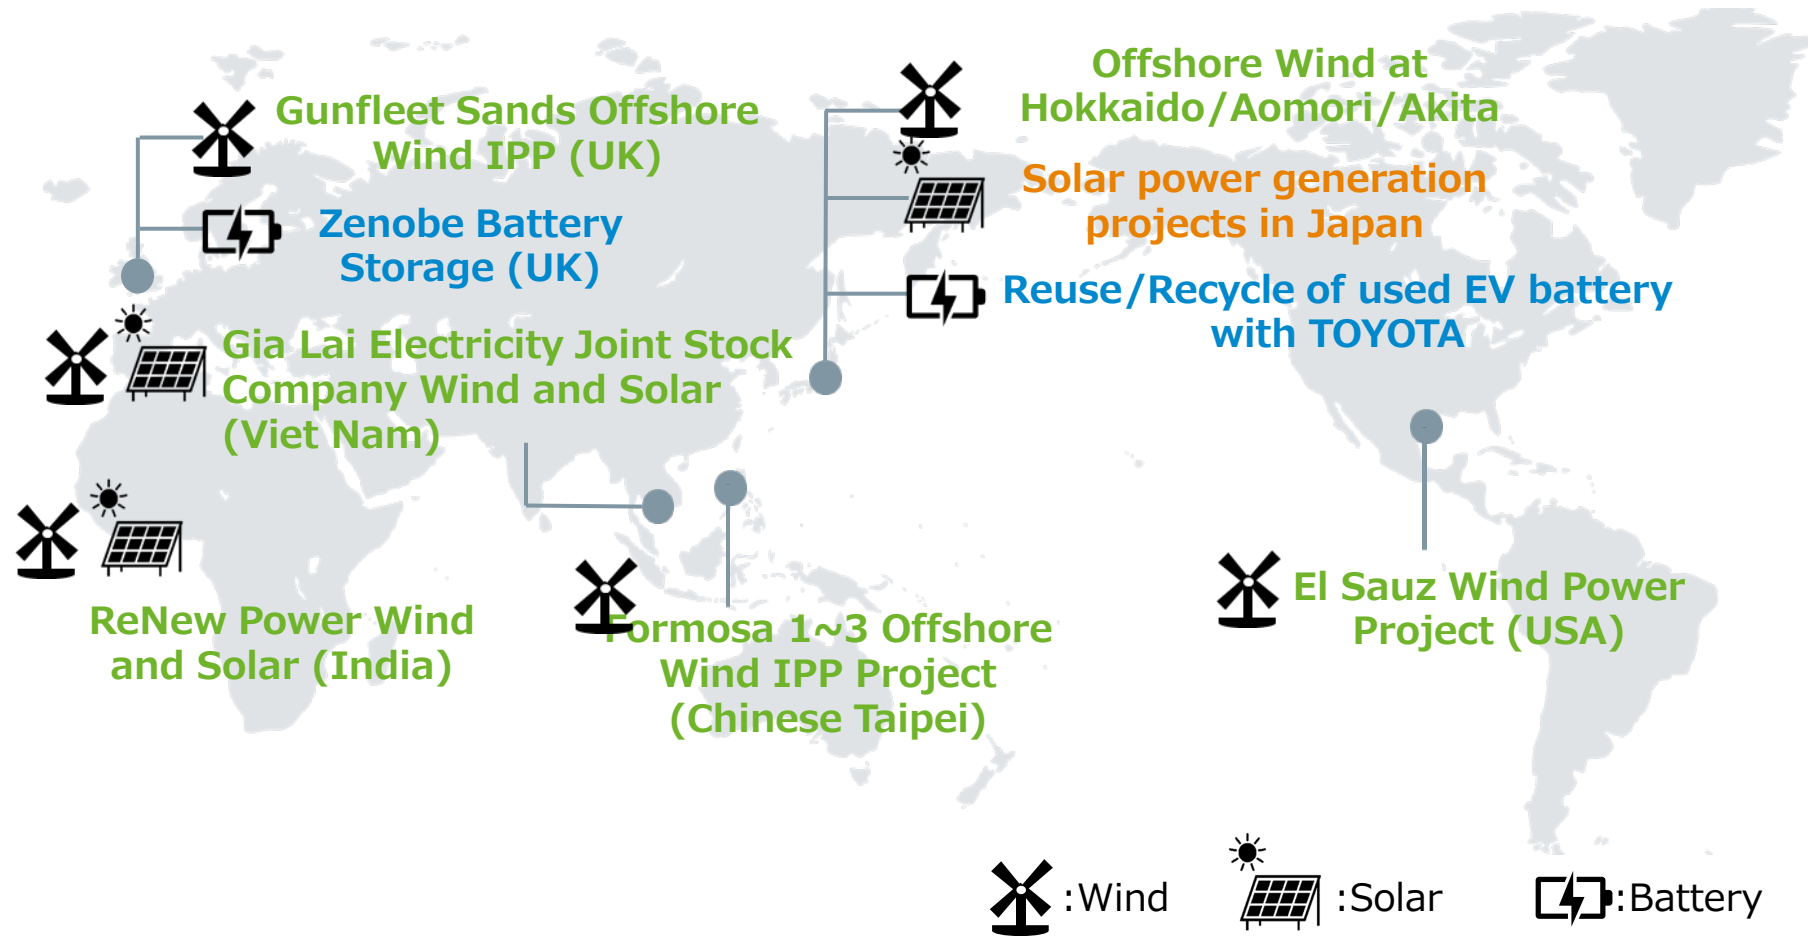 Gunfleet Sands Offshore
Wind IPP (UK)
Zenobe Battery
Storage (UK)
Gia Lai Electricity Joint Stock
Company Wind and Solar
(Viet Nam)
ReNew Power Wind
and Solar (India)
Formosa 1~3 Offshore
Wind IPP Project
(Chinese Taipei)
Offshore Wind at
Hokkaido/Aomori/Akita
Solar power generation
projects in Japan
Reuse/Recycle of used EV battery
with TOYOTA
El Sauz Wind Power
Project (USA)
:Wind
:Solar
:Battery